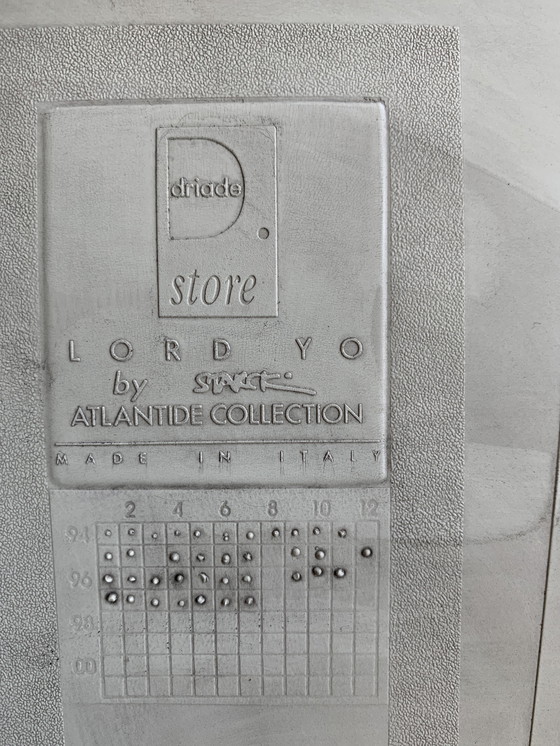 driade
store
LORD YO
by STARCK
ATLANTIDE COLLECTION
MADE IN ITALY
2 4 6 8 10 12
94
96
98
00